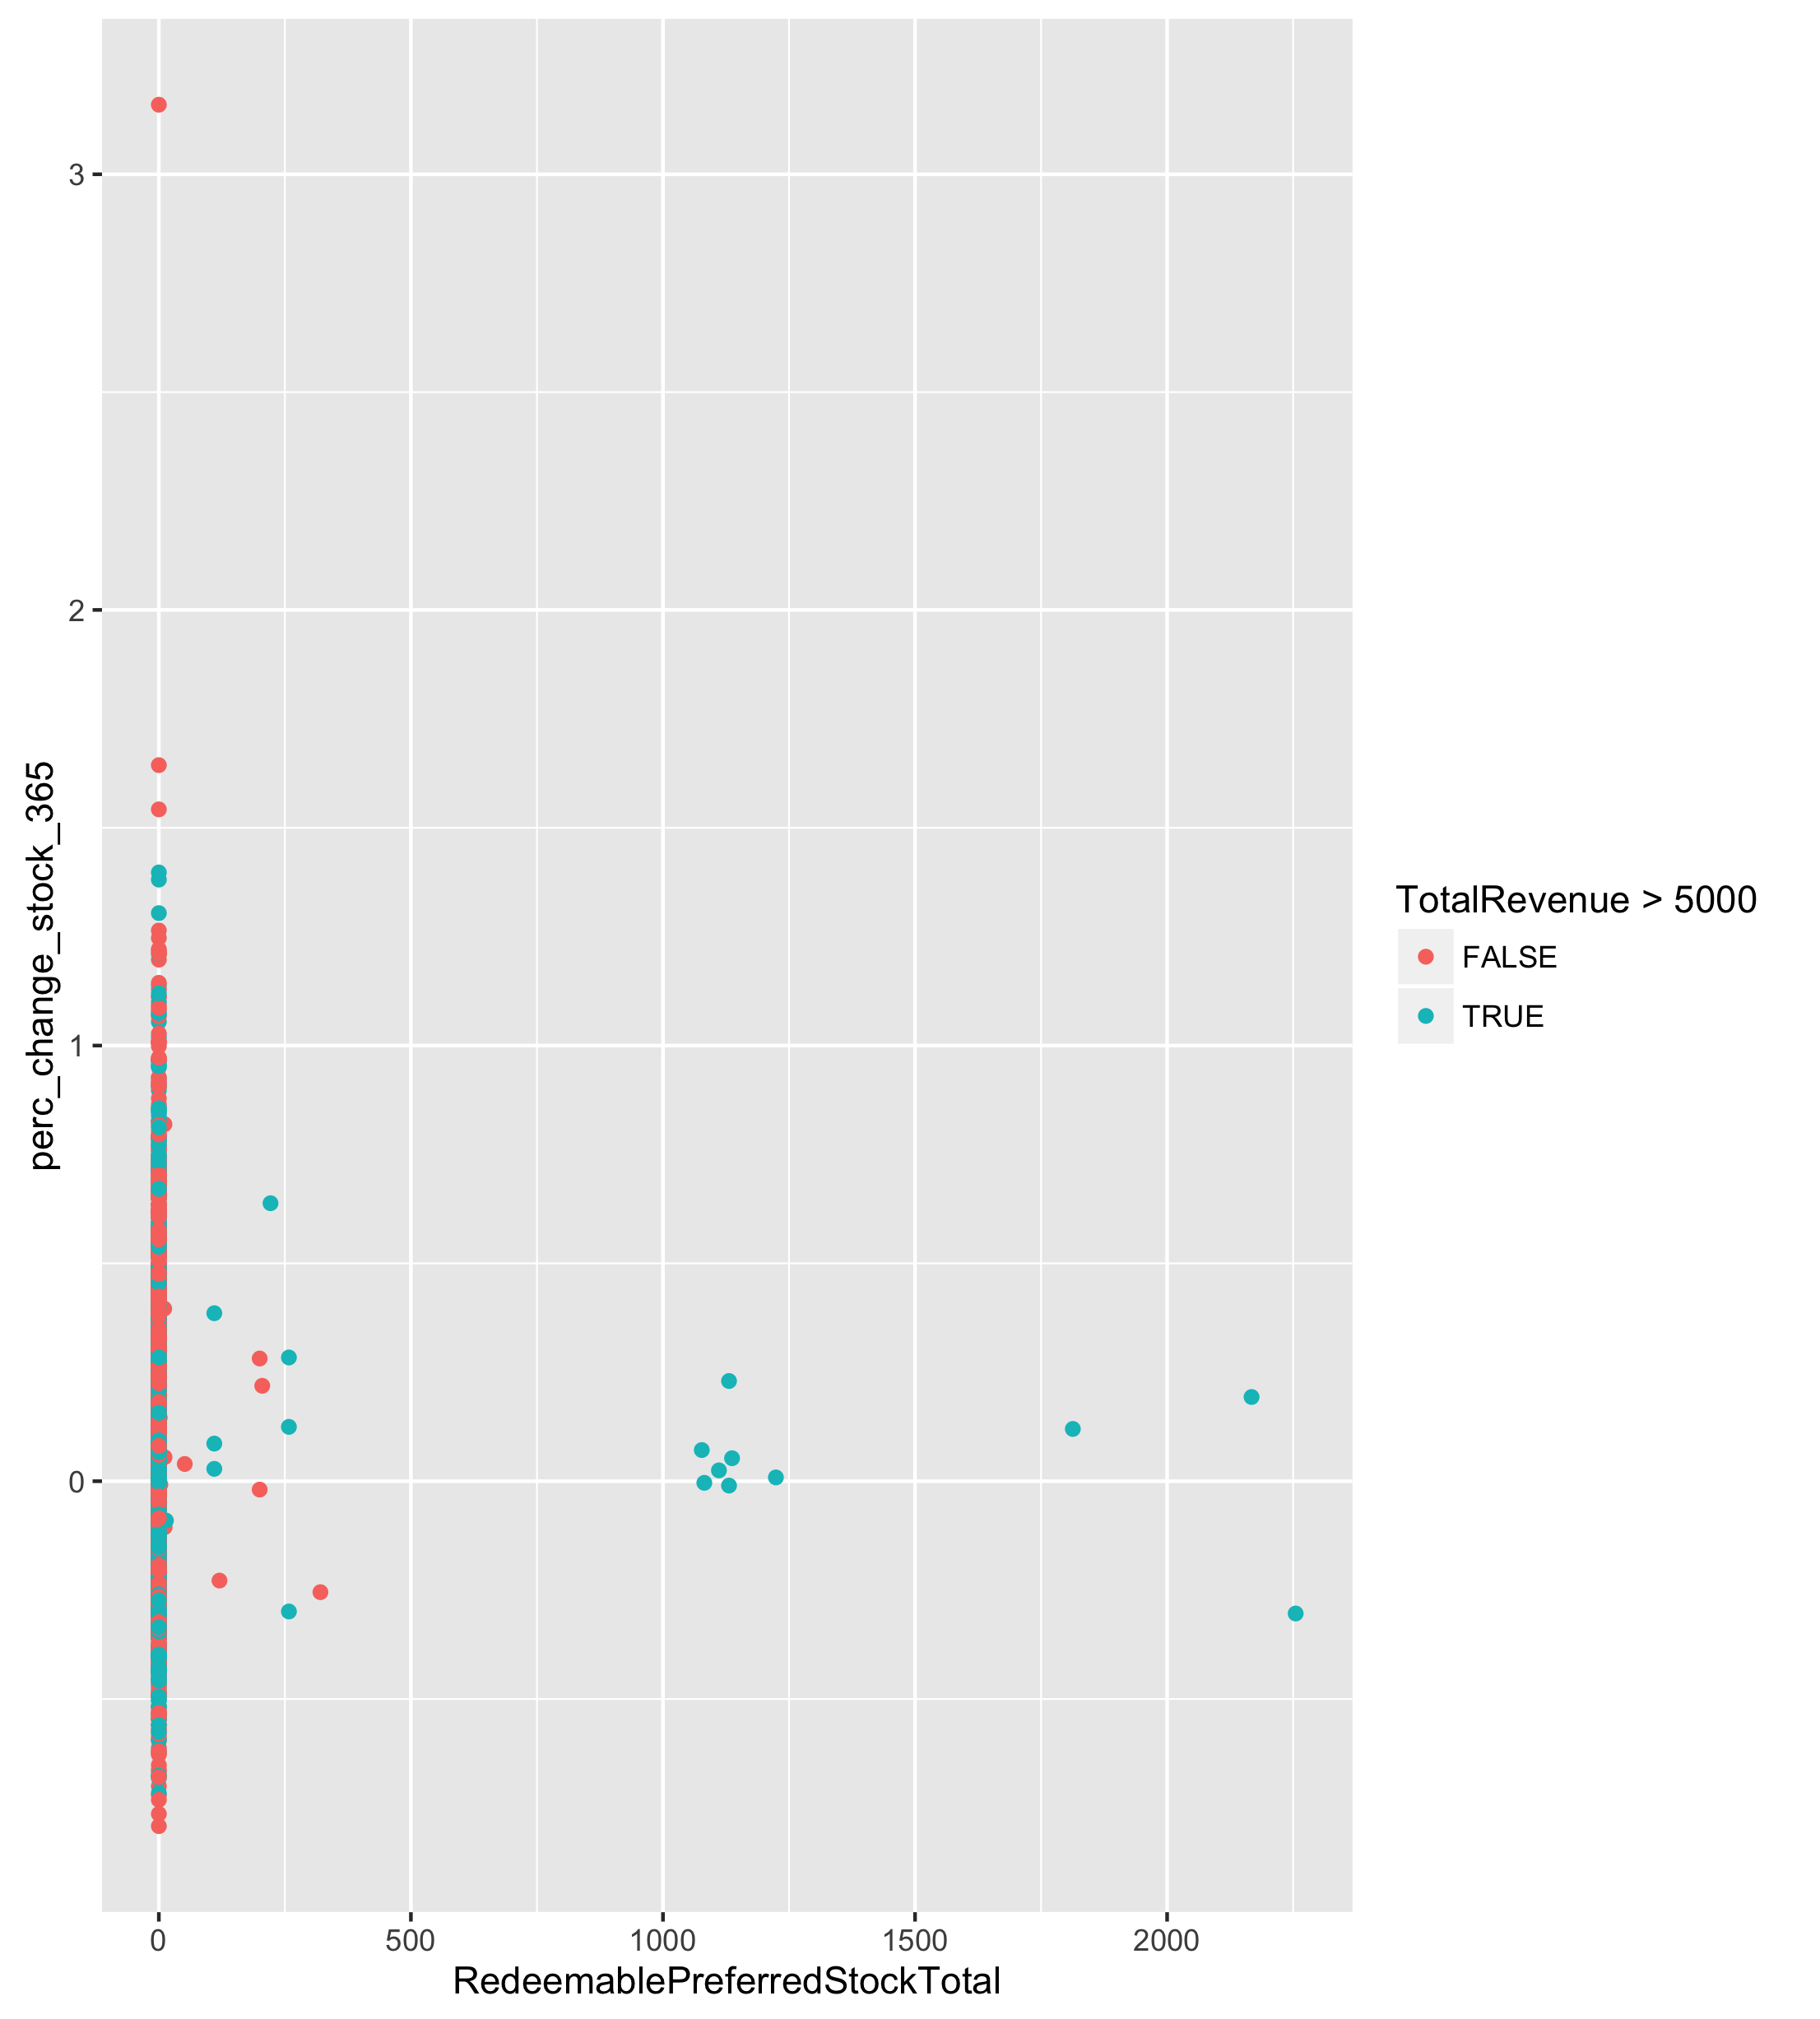 3
2
1
0
perc_change_stock_365
0
500
1000
1500
2000
RedeemablePreferredStockTotal
TotalRevenue > 5000
FALSE
TRUE